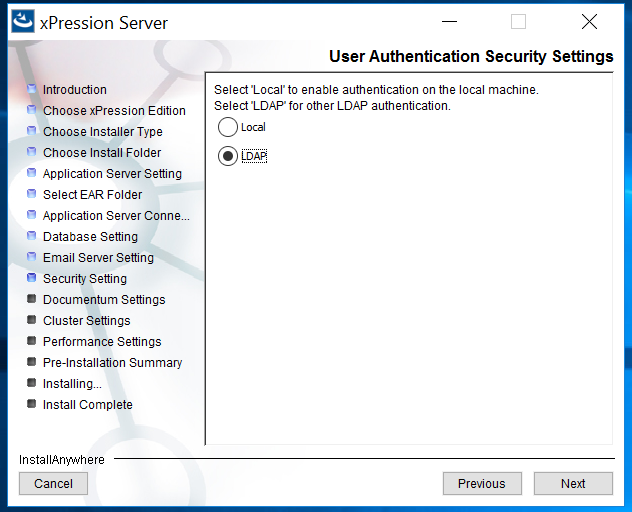 xPression Server
User Authentication Security Settings
Introduction
Choose xPression Edition
Choose Installer Type
Choose Install Folder
Application Server Setting
Select EAR Folder
Application Server Conne...
Database Setting
Email Server Setting
Security Setting
Documentum Settings
Cluster Settings
Performance Settings
Pre-Installation Summary
Installing...
Install Complete
Select 'Local' to enable authentication on the local machine.
Select 'LDAP' for other LDAP authentication.
Local
LDAP
InstallAnywhere
Cancel
Previous
Next